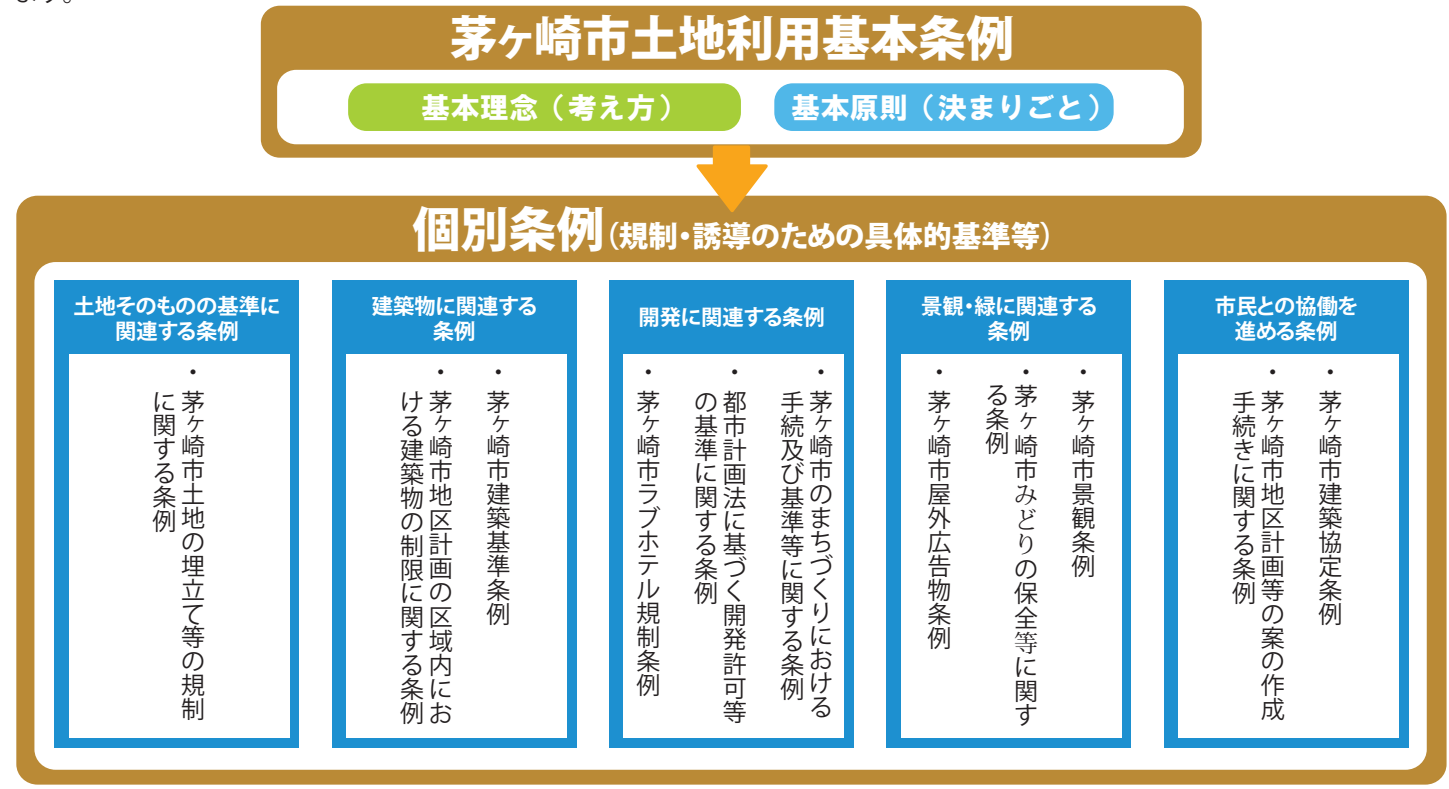 ます。
茅ヶ崎市土地利用基本条例
基本理念（考え方）
基本原則（決まりごと）
個別条例（規制・誘導のための具体的基準等）
土地そのものの基準に
関連する条例
・茅ヶ崎市土地の埋立て等の規制
に関する条例
建築物に関連する
条例
・茅ヶ崎市建築基準条例
・茅ヶ崎市地区計画の区域内にお
ける建築物の制限に関する条例
開発に関連する条例
・茅ヶ崎市のまちづくりにおける
手続及び基準等に関する条例
・都市計画法に基づく開発許可等
の基準に関する条例
・茅ヶ崎市ラブホテル規制条例
景観・緑に関連する
条例
・茅ヶ崎市景観条例
・茅ヶ崎市みどりの保全等に関す
る条例
・茅ヶ崎市屋外広告物条例
市民との協働を
進める条例
・茅ヶ崎市建築協定条例
・茅ヶ崎市地区計画等の案の作成
手続きに関する条例